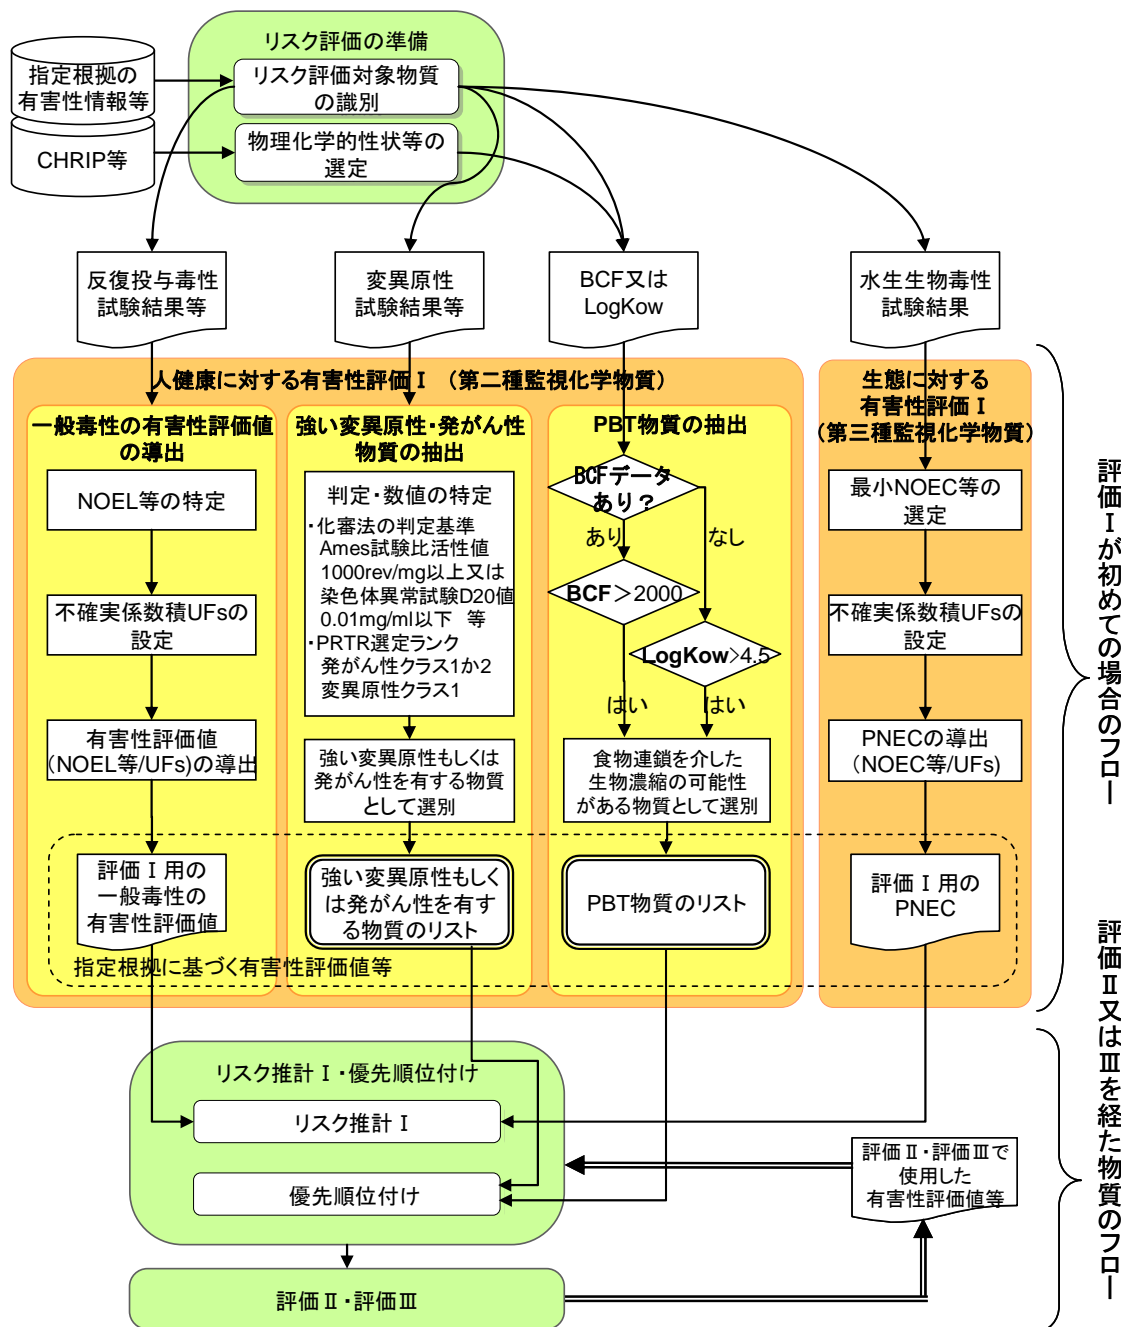 リスク評価の準備
指定根拠の
有害性情報等
リスク評価対象物質
の識別
CHRIP等
物理化学的性状等の
選定
反復投与毒性
試験結果等
変異原性
試験結果等
BCF又は
LogKow
水生生物毒性
試験結果
人健康に対する有害性評価Ⅰ （第二種監視化学物質）
生態に対する
有害性評価Ⅰ
（第三種監視化学物質）
一般毒性の有害性評価値
の導出
強い変異原性・発がん性
物質の抽出
PBT物質の抽出
NOEL等の特定
不確実係数積UFsの
設定
有害性評価値
（NOEL等/UFs）の導出
評価Ⅰ用の
一般毒性の
有害性評価値
判定・数値の特定
・化審法の判定基準
Ames試験比活性値
1000rev/mg以上又は
染色体異常試験D20値
0.01mg/ml以下 等
・PRTR選定ランク
発がん性クラス1か2
変異原性クラス1
強い変異原性もしくは
発がん性を有する物質
として選別
強い変異原性もしく
は発がん性を有す
る物質のリスト
BCFデータ
あり？
あり
なし
BCF＞2000
LogKow>4.5
はい
はい
食物連鎖を介した
生物濃縮の可能性
がある物質として選別
PBT物質のリスト
最小NOEC等の
選定
不確実係数積UFsの
設定
PNECの導出
（NOEC等/UFs）
評価Ⅰ用の
PNEC
指定根拠に基づく有害性評価値等
評価Ⅰが初めての場合のフロー
リスク推計Ⅰ・優先順位付け
リスク推計Ⅰ
優先順位付け
評価Ⅱ・評価Ⅲで
使用した
有害性評価値等
評価Ⅱ・評価Ⅲ
評価Ⅱ又はⅢを経た物質のフロー